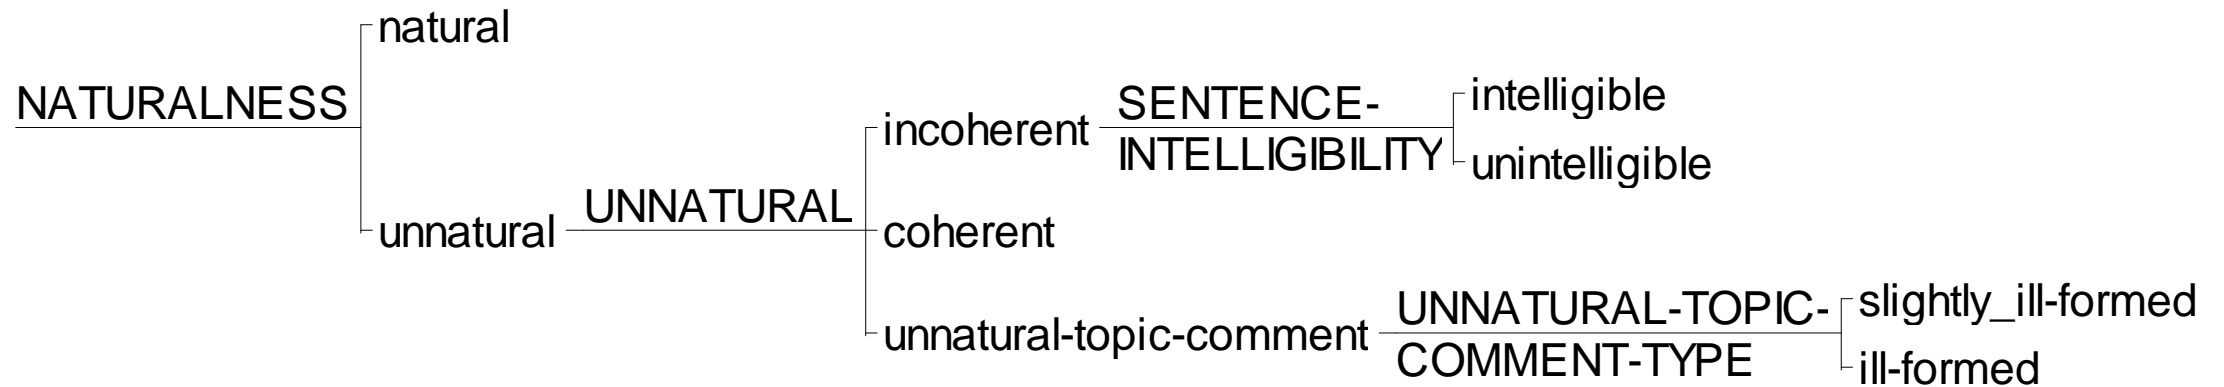 natural
NATURALNESS
unnatural
UNNATURAL
incoherent
SENTENCE-
INTELLIGIBILITY
intelligible
unintelligible
coherent
unnatural-topic-comment
UNNATURAL-TOPIC-
COMMENT-TYPE
slightly_ill-formed
ill-formed